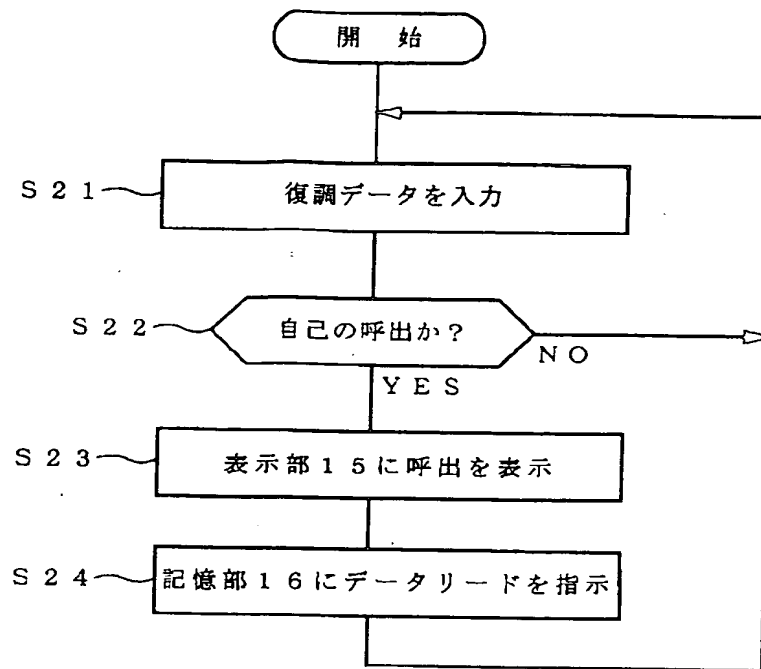 開 始
S21 復調データを入力
S22 自己の呼出か?
NO
YES
S23 表示部15に呼出を表示
S24 記憶部16にデータリードを指示